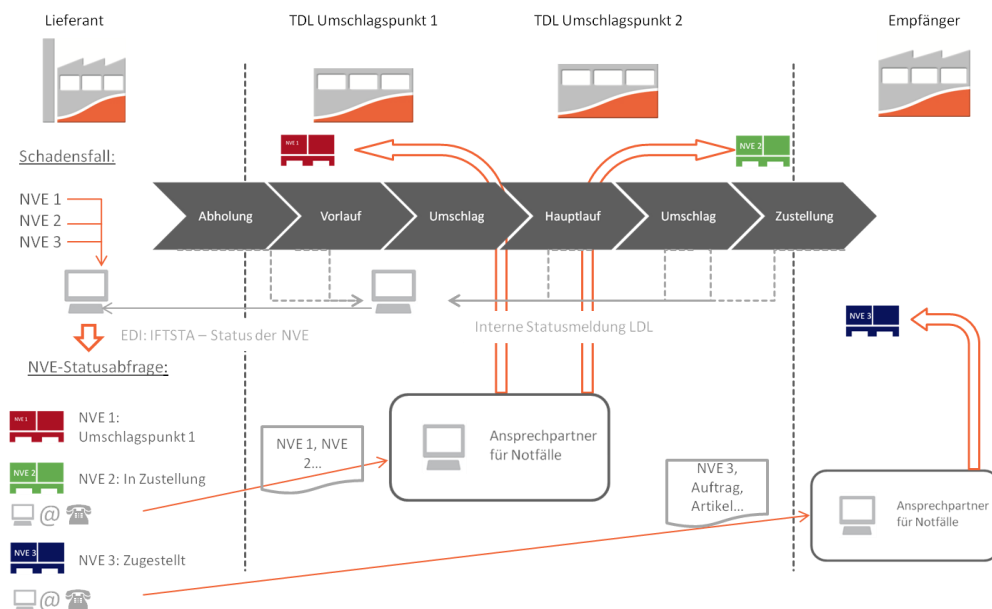 Lieferant
TDL Umschlagspunkt 1
TDL Umschlagspunkt 2
Empfänger
Schadensfall:
NVE 1
NVE 2
NVE 1
NVE 2
NVE 3
Abholung
Vorlauf
Umschlag
Hauptlauf
Umschlag
Zustellung
EDI: IFTSTA – Status der NVE
Interne Statusmeldung LDL
NVE 3
NVE-Statusabfrage:
NVE 1
NVE 1:
Umschlagspunkt 1
NVE 2
NVE 2: In Zustellung
@
NVE 3
NVE 3: Zugestellt
@
NVE 1, NVE
2...
Ansprechpartner
für Notfälle
NVE 3,
Auftrag,
Artikel...
Ansprechpartner
für Notfälle